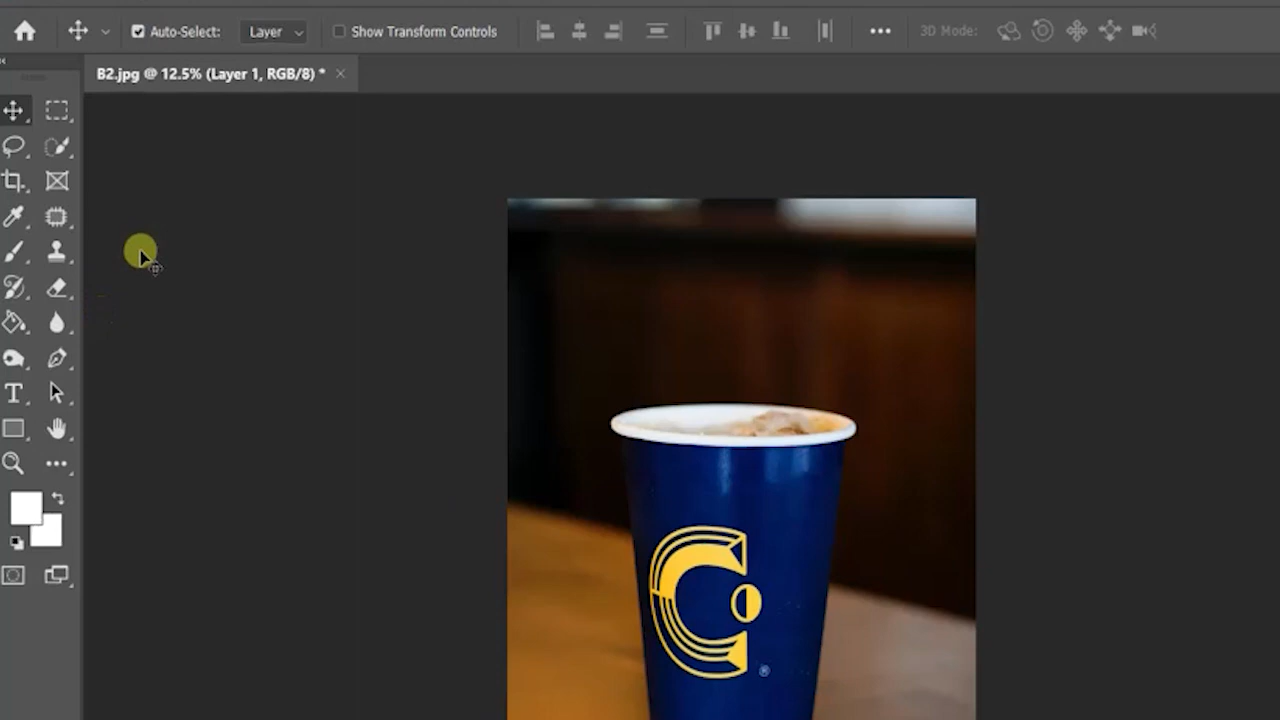 Auto-Select: Layer Show Transform Controls 3D Mode:
B2.jpg @ 12.5% (Layer 1, RGB/8) *
C
®